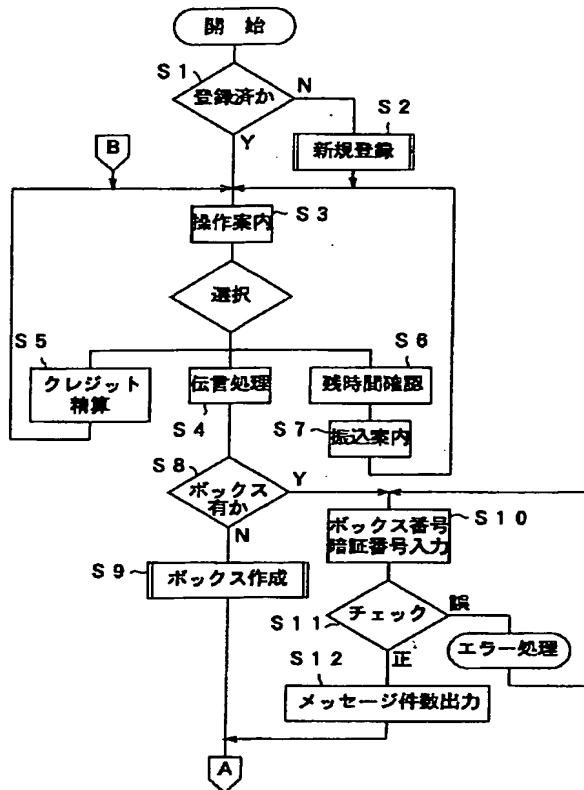 開 始
S1
登録済か
N
S2
新規登録
Y
B
操作案内
S3
選択
S5
クレジット
精算
伝言処理
S4
S6
残時間確認
S7
振込案内
S8
ボックス
有か
Y
N
S9
ボックス作成
S10
ボックス番号
暗証番号入力
S11
チェック
誤
エラー処理
正
S12
メッセージ件数出力
A